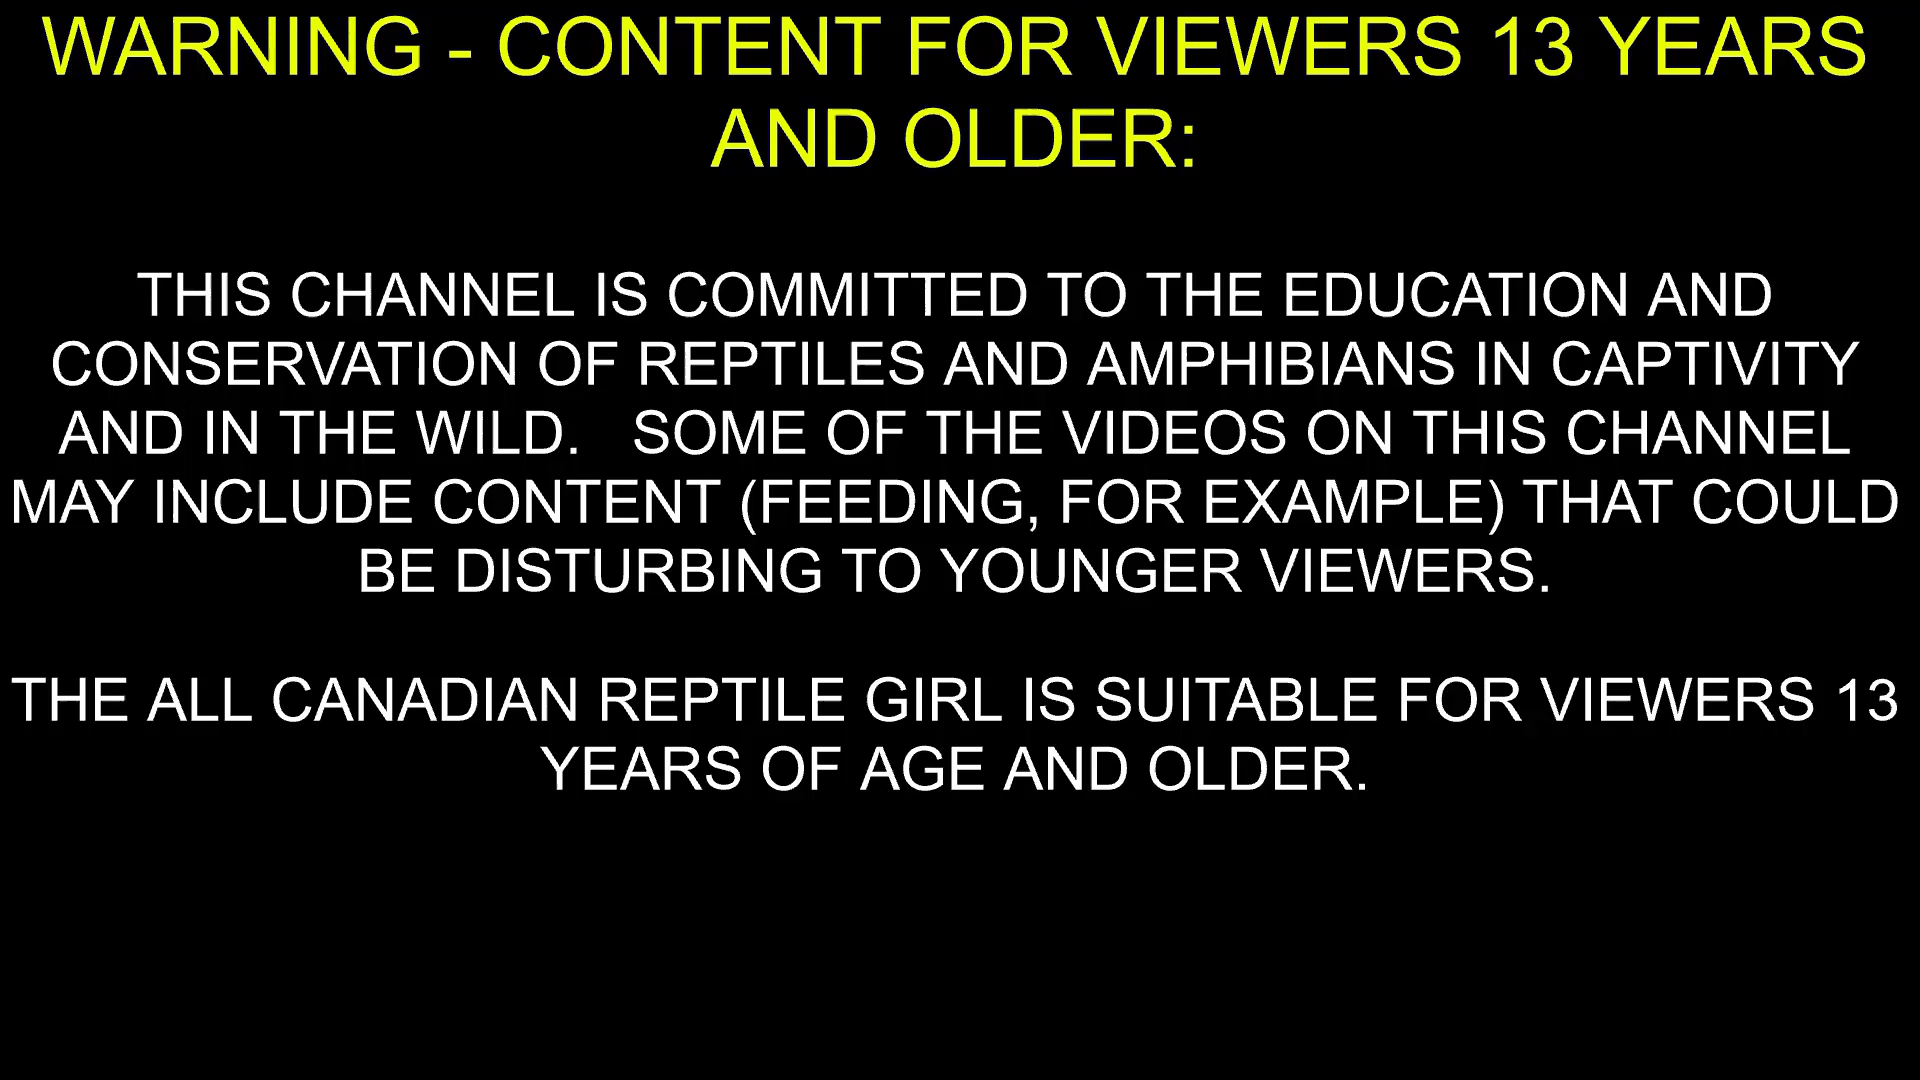 WARNING - CONTENT FOR VIEWERS 13 YEARS
AND OLDER:
THIS CHANNEL IS COMMITTED TO THE EDUCATION AND
CONSERVATION OF REPTILES AND AMPHIBIANS IN CAPTIVITY
AND IN THE WILD.   SOME OF THE VIDEOS ON THIS CHANNEL
MAY INCLUDE CONTENT (FEEDING, FOR EXAMPLE) THAT COULD
BE DISTURBING TO YOUNGER VIEWERS.
THE ALL CANADIAN REPTILE GIRL IS SUITABLE FOR VIEWERS 13
YEARS OF AGE AND OLDER.